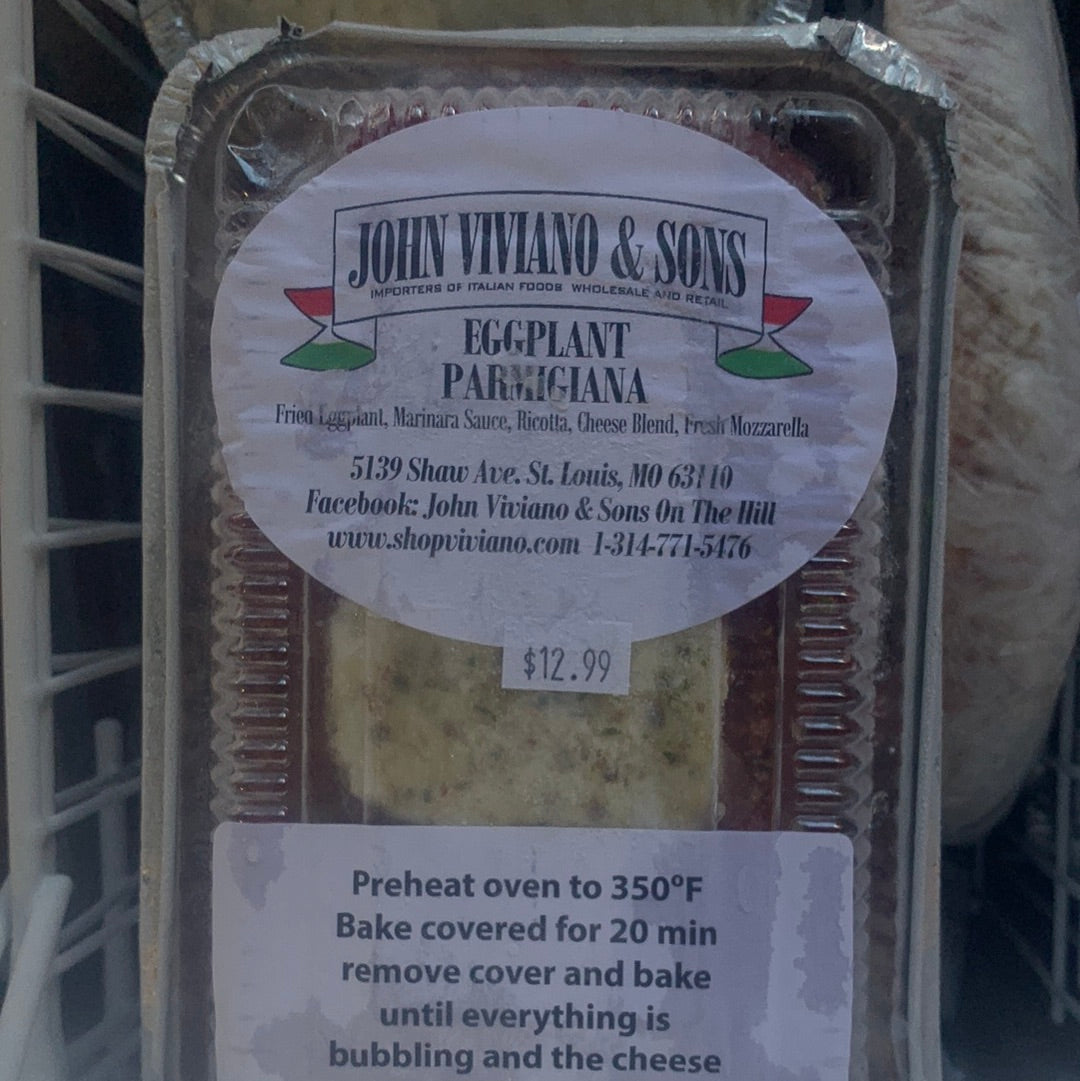 JOHN VIVIANO & SONS
IMPORTERS OF ITALIAN FOODS WHOLESALE AND RETAIL
EGGPLANT
PARMIGIANA
Fried Eggplant, Marinara Sauce, Ricotta, Cheese Blend, Fresh Mozzarella
5139 Shaw Ave. St. Louis, MO 63110
Facebook: John Viviano & Sons On The Hill
www.shopviviano.com 1-314-771-5476
$12.99
Preheat oven to 350ºF
Bake covered for 20 min
remove cover and bake
until everything is
bubbling and the cheese